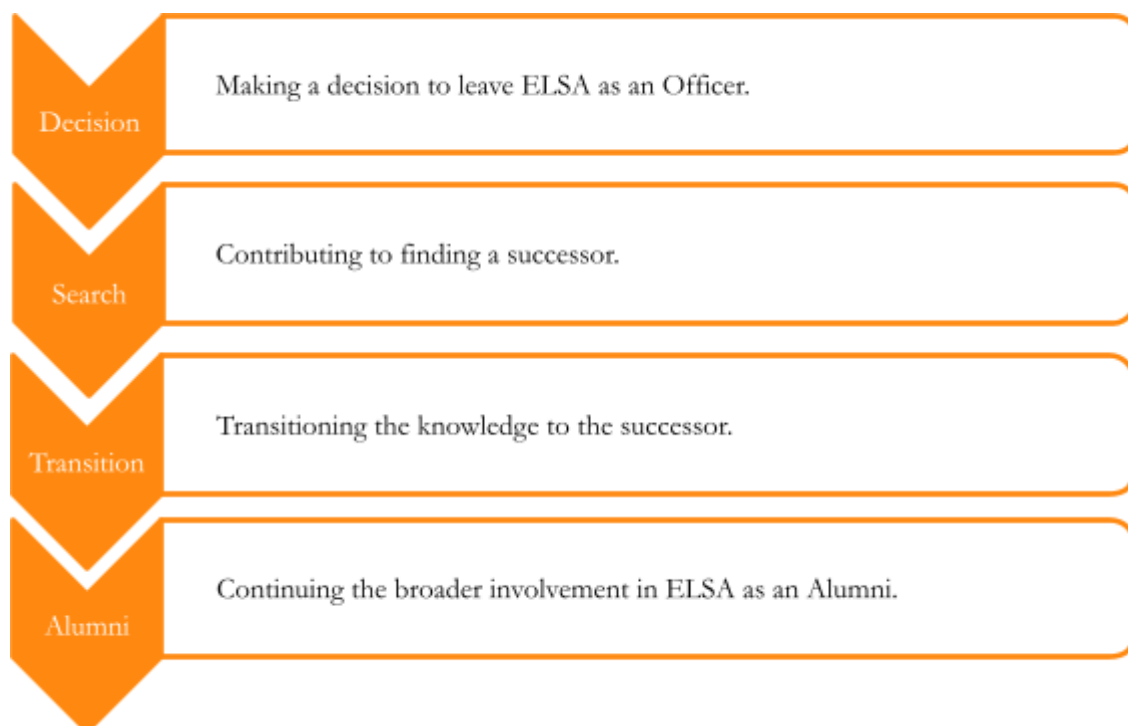 Decision
Making a decision to leave ELSA as an Officer.
Search
Contributing to finding a successor.
Transition
Transitioning the knowledge to the successor.
Alumni
Continuing the broader involvement in ELSA as an Alumni.